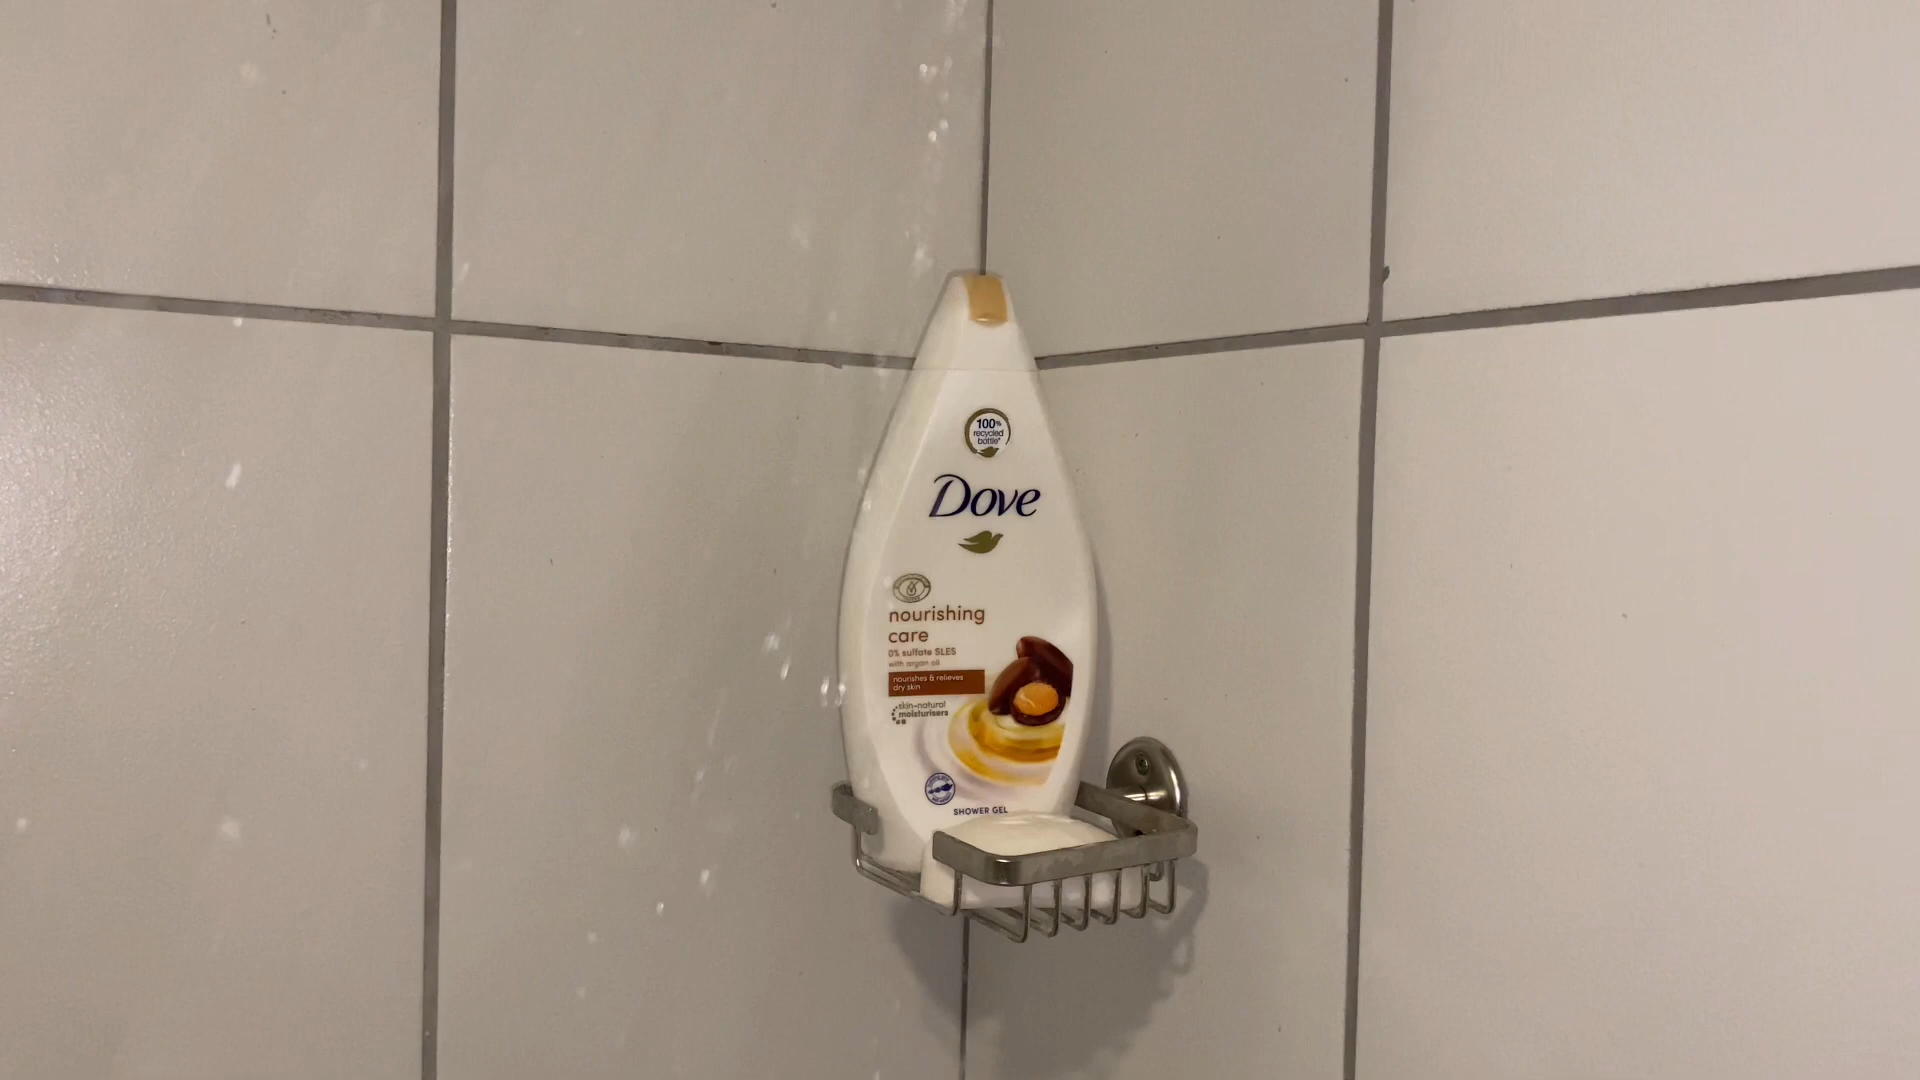 100%
recycled
bottle*
Dove
nourishing
care
0% sulfate SLES
with argan oil
nourishes & relieves
dry skin
skin-natural
moisturisers
SHOWER GEL